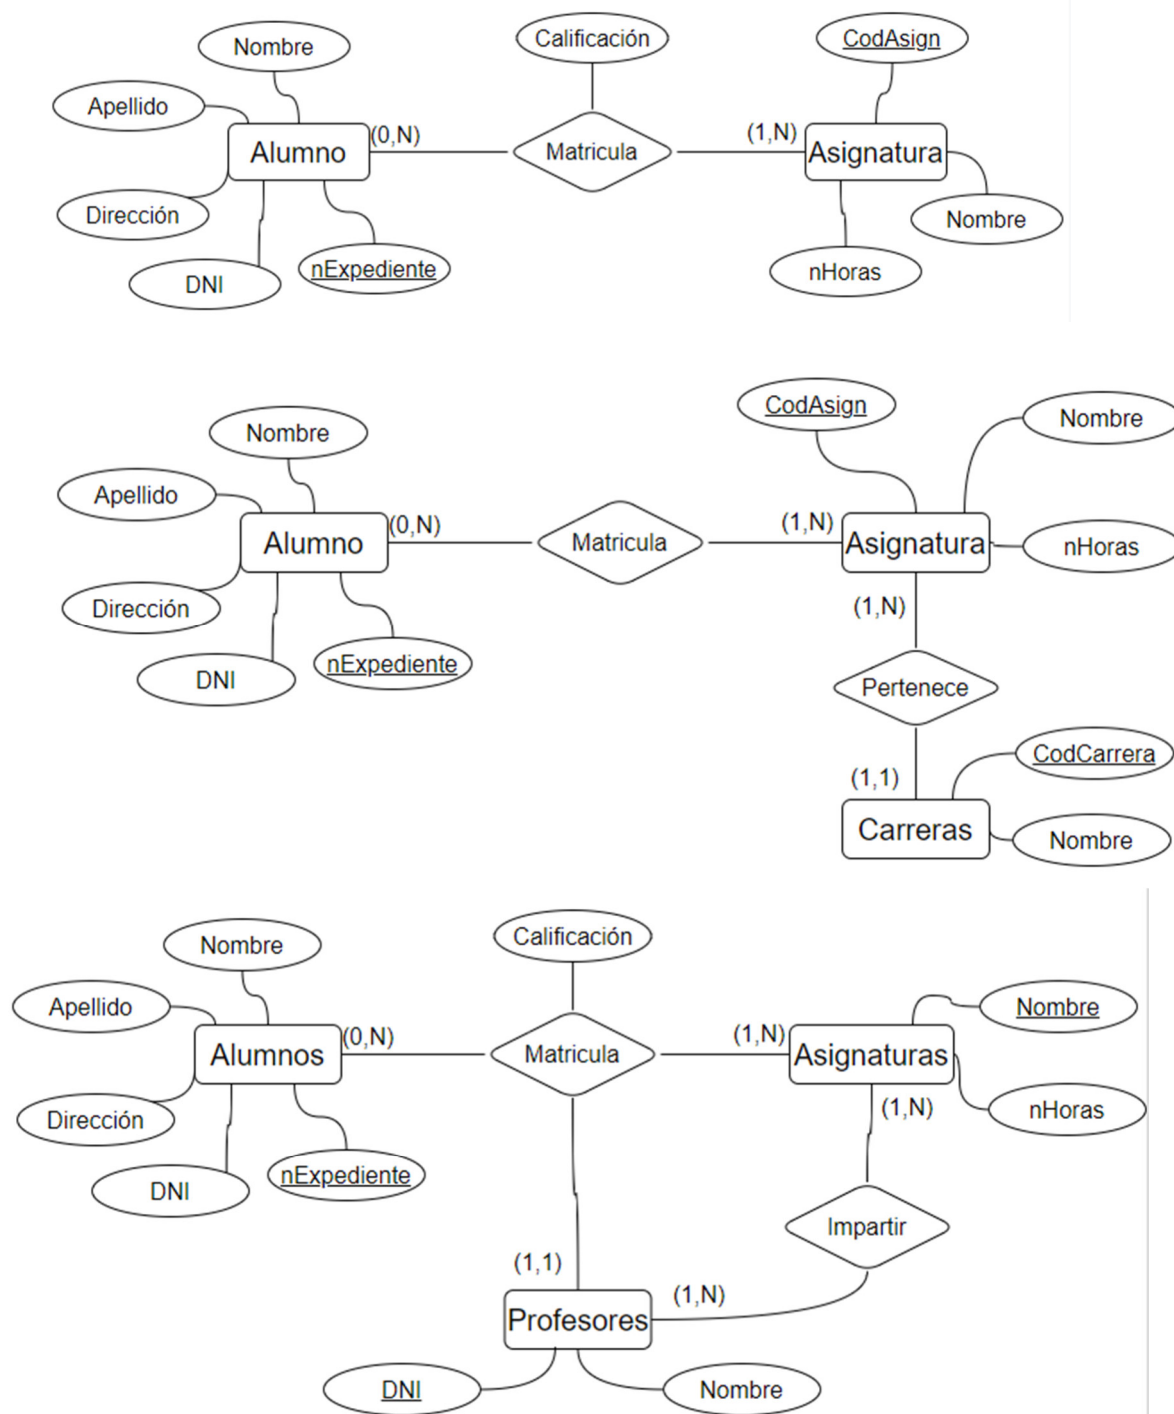 Nombre
Calificación
CodAsign
Apellido
(0,N)
(1,N)
Alumno
Matricula
Asignatura
Dirección
Nombre
DNI
nExpediente
nHoras
CodAsign
Nombre
Nombre
Apellido
(0,N)
(1,N)
Alumno
Matricula
Asignatura
nHoras
Dirección
(1,N)
DNI
nExpediente
Pertenece
CodCarrera
(1,1)
Carreras
Nombre
Nombre
Calificación
Apellido
Nombre
(0,N)
(1,N)
Alumnos
Matricula
Asignaturas
Dirección
(1,N)
nHoras
DNI
nExpediente
Impartir
(1,1)
(1,N)
Profesores
DNI
Nombre